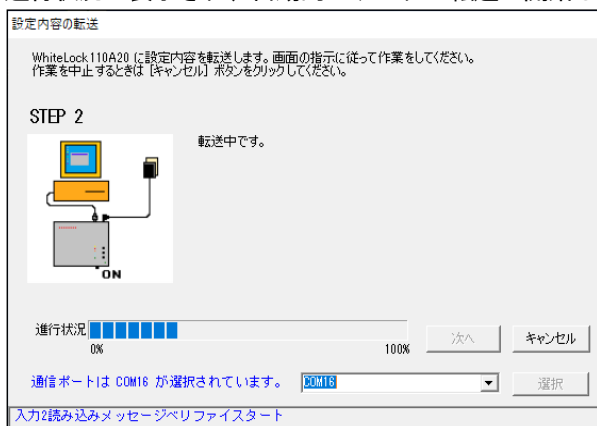 設定内容の転送
WhiteLock110A20 に設定内容を転送します。画面の指示に従って作業をしてください。
作業を中止するときは [キャンセル] ボタンをクリックしてください。
STEP 2
転送中です。
ON
進行状況
0%
100%
次へ
キャンセル
通信ポートは COM16 が選択されています。
COM16
選択
入力2読み込みメッセージベリファイスタート